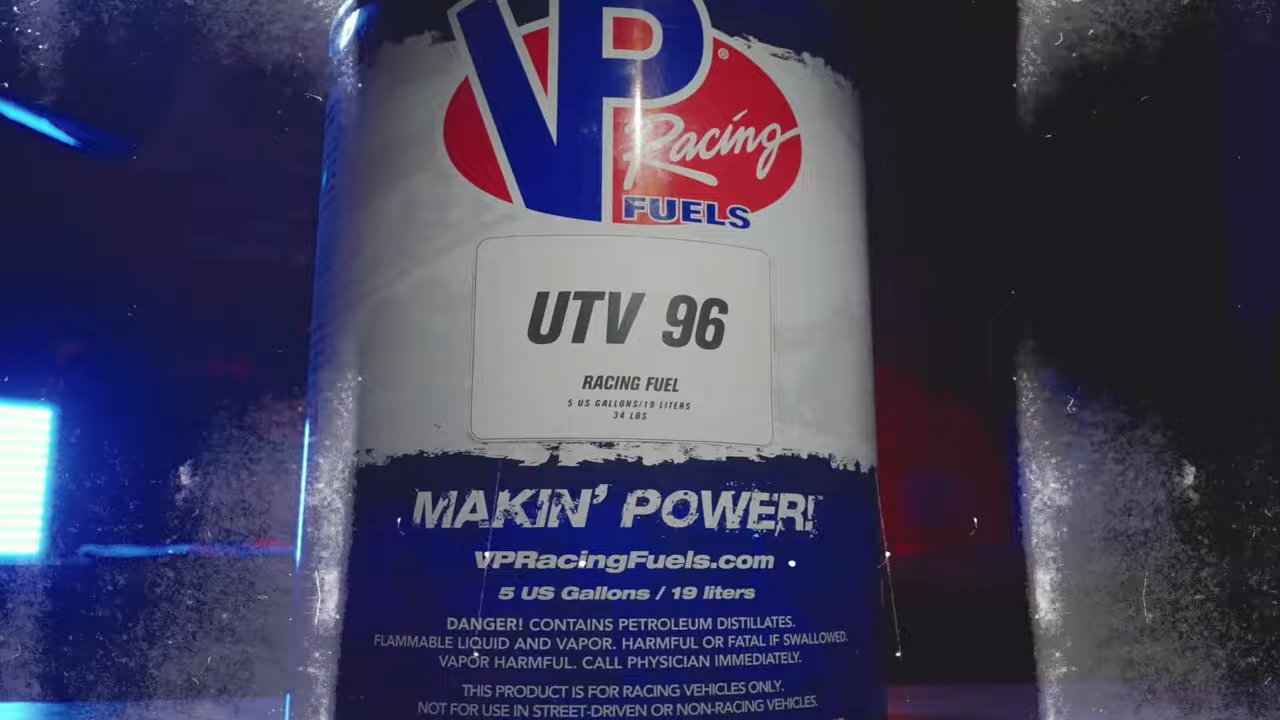 VP
®
Racing
FUELS
UTV 96
RACING FUEL
5 US GALLONS/19 LITERS
34 LBS
MAKIN' POWER!
VPRacingFuels.com
5 US Gallons / 19 liters
DANGER! CONTAINS PETROLEUM DISTILLATES.
FLAMMABLE LIQUID AND VAPOR. HARMFUL OR FATAL IF SWALLOWED.
VAPOR HARMFUL. CALL PHYSICIAN IMMEDIATELY.
THIS PRODUCT IS FOR RACING VEHICLES ONLY.
NOT FOR USE IN STREET-DRIVEN OR NON-RACING VEHICLES.